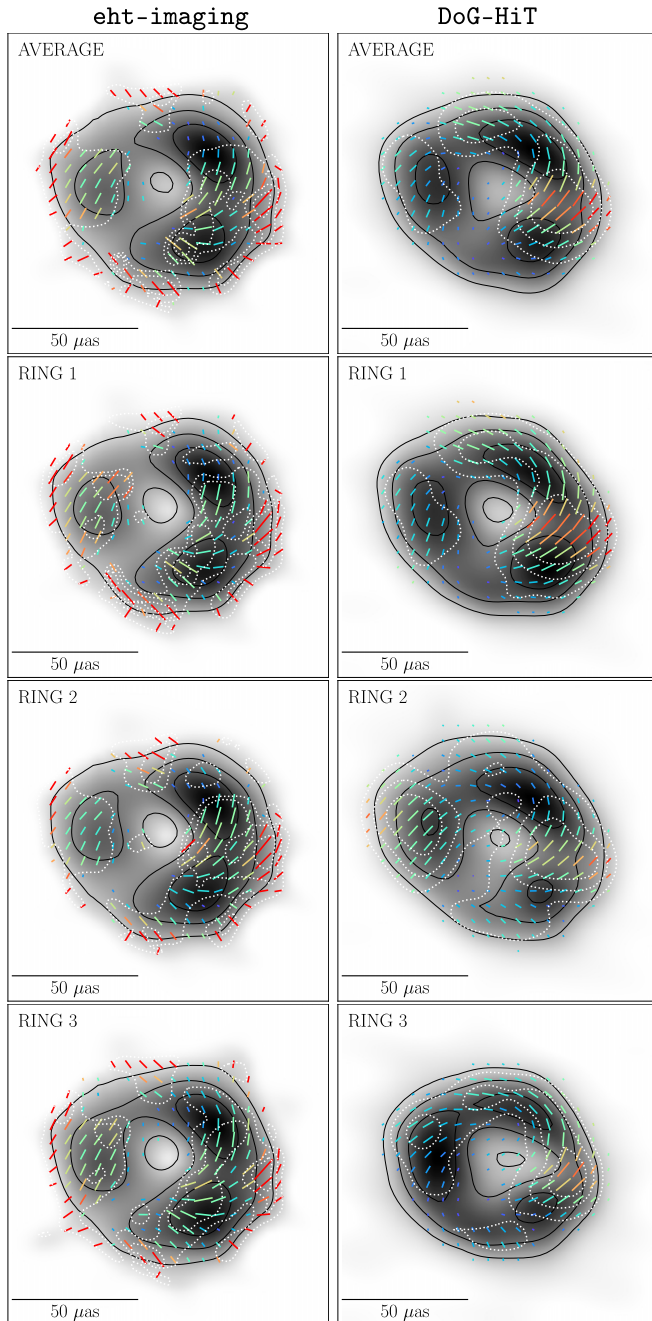 eht-imaging DoG-HiT
AVERAGE AVERAGE
50 μas 50 μas
RING 1 RING 1
50 μas 50 μas
RING 2 RING 2
50 μas 50 μas
RING 3 RING 3
50 μas 50 μas